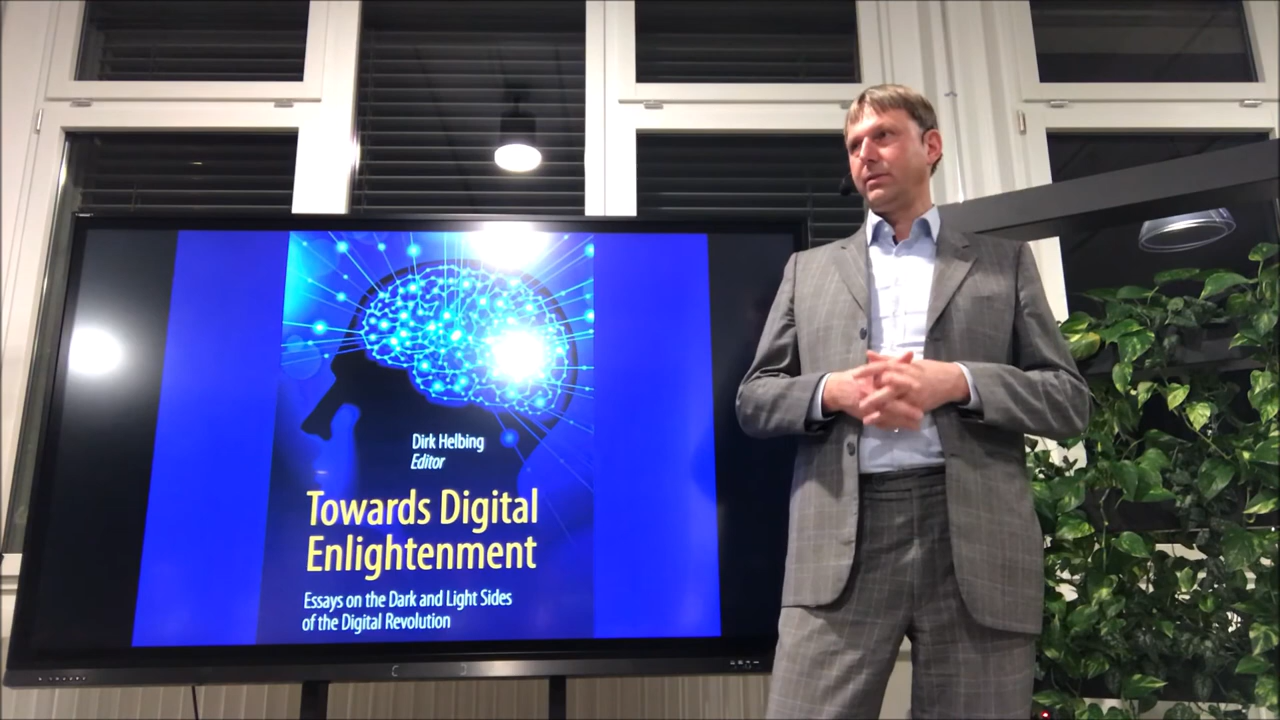 Dirk Helbing
Editor
Towards Digital
Enlightenment
Essays on the Dark and Light Sides
of the Digital Revolution